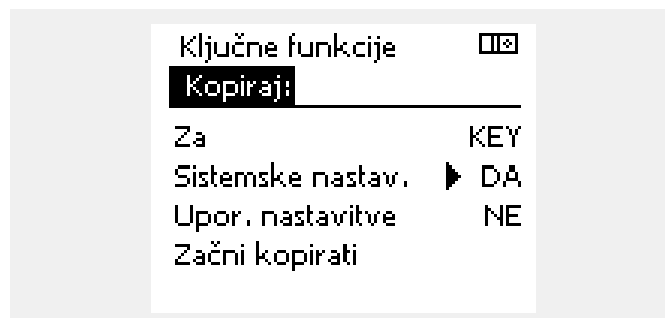 Ključne funkcije
Kopiraj:
Za KEY
Sistemske nastav. ▶ DA
Upor. nastavitve NE
Začni kopirati